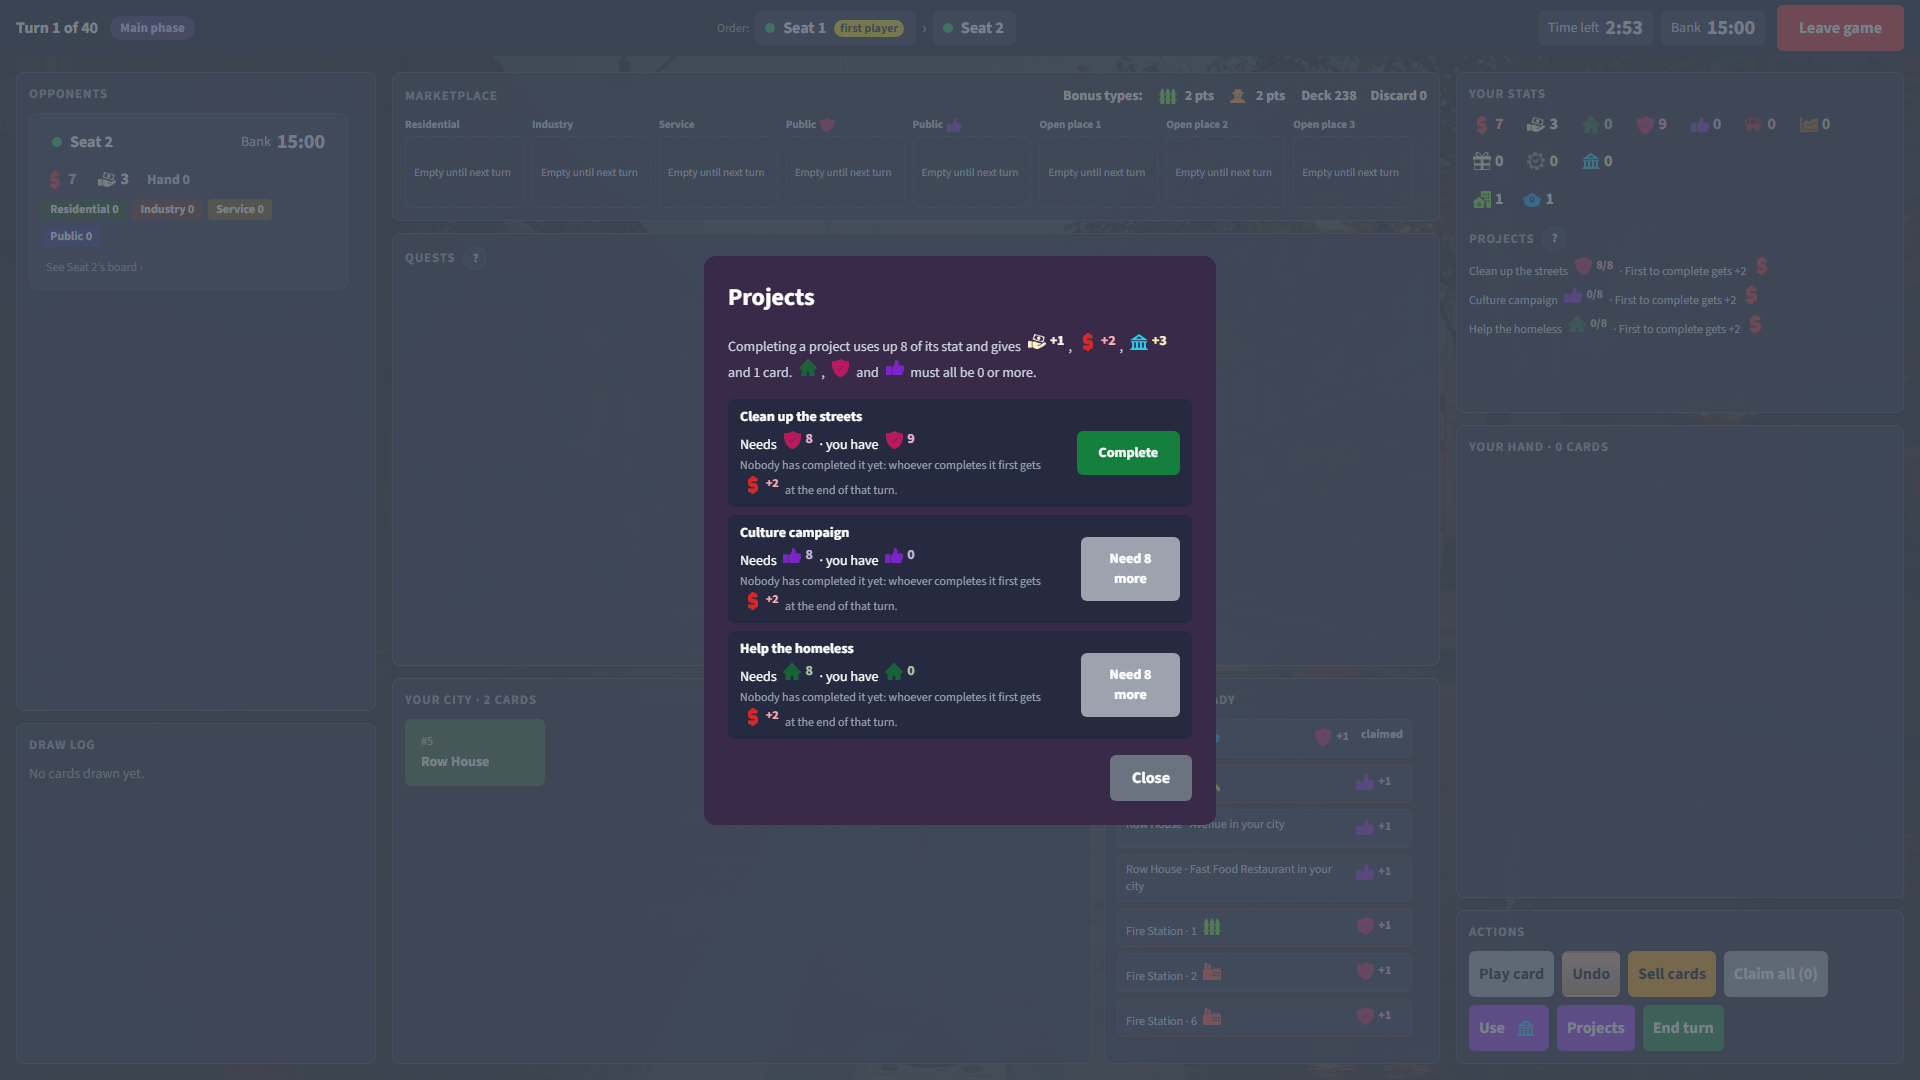 Turn 1 of 40
Main phase
Order:
Seat 1
first player
›
Seat 2
Time left 2:53
Bank 15:00
Leave game
OPPONENTS
Seat 2
Bank 15:00
7
3
Hand 0
Residential 0
Industry 0
Service 0
Public 0
See Seat 2's board ›
DRAW LOG
No cards drawn yet.
MARKETPLACE
Bonus types:
2 pts
2 pts
Deck 238
Discard 0
Residential
Industry
Service
Public
Public
Open place 1
Open place 2
Open place 3
Empty until next turn
Empty until next turn
Empty until next turn
Empty until next turn
Empty until next turn
Empty until next turn
Empty until next turn
Empty until next turn
QUESTS ?
Projects
Completing a project uses up 8 of its stat and gives +1 , +2 , +3
and 1 card. , and must all be 0 or more.
Clean up the streets
Needs 8 · you have 9
Nobody has completed it yet: whoever completes it first gets
+2 at the end of that turn.
Complete
Culture campaign
Needs 8 · you have 0
Nobody has completed it yet: whoever completes it first gets
+2 at the end of that turn.
Need 8
more
Help the homeless
Needs 8 · you have 0
Nobody has completed it yet: whoever completes it first gets
+2 at the end of that turn.
Need 8
more
Close
YOUR CITY · 2 CARDS
#5
Row House
+1 claimed
+1
Row House · Avenue in your city
+1
Row House · Fast Food Restaurant in your
city
+1
Fire Station · 1
+1
Fire Station · 2
+1
Fire Station · 6
+1
YOUR STATS
7
3
0
9
0
0
0
0
0
0
1
1
PROJECTS ?
Clean up the streets 8/8 · First to complete gets +2
Culture campaign 0/8 · First to complete gets +2
Help the homeless 0/8 · First to complete gets +2
YOUR HAND · 0 CARDS
ACTIONS
Play card
Undo
Sell cards
Claim all (0)
Use
Projects
End turn